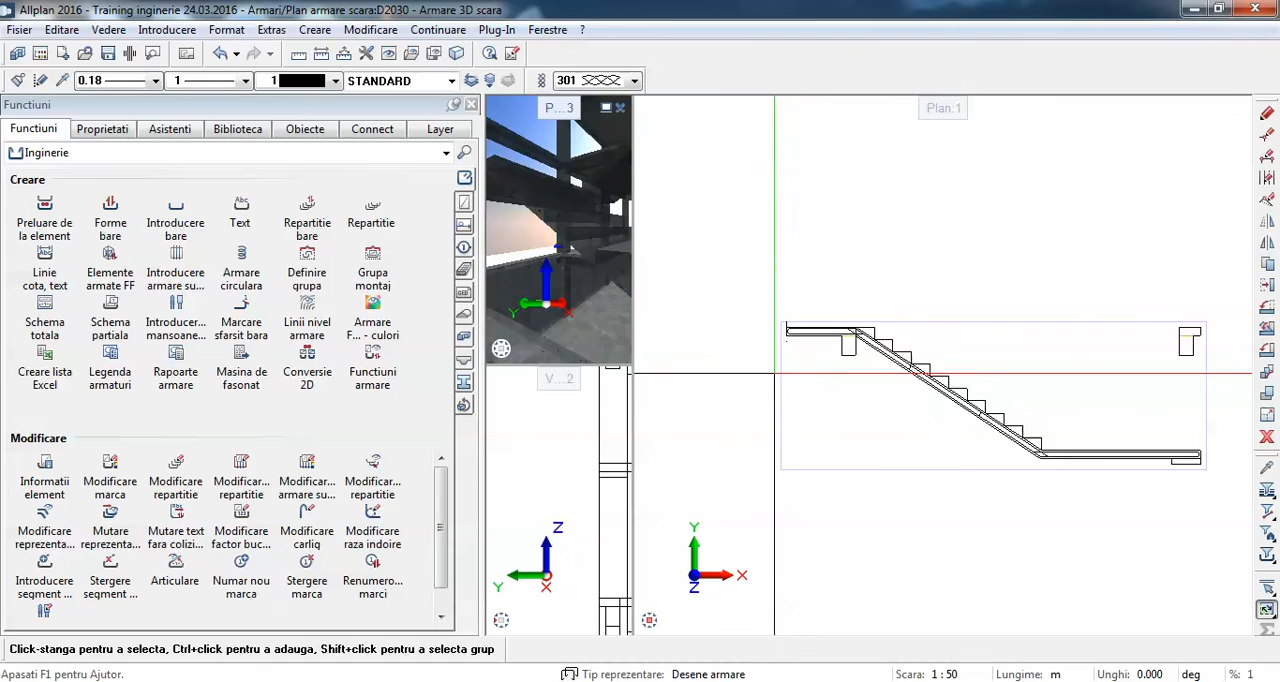 Allplan 2016 - Training inginerie 24.03.2016 - Armari/Plan armare scara:D2030 - Armare 3D scara
Fisier Editare Vedere Introducere Format Extras Creare Modificare Continuare Plug-In Ferestre ?
0.18 1 1 STANDARD 301
Functiuni
P...3
Plan:1
Functiuni Proprietati Asistenti Biblioteca Obiecte Connect Layer
Inginerie
Creare
Preluare de la element
Forme bare
Introducere bare
Text
Repartitie bare
Repartitie
Linie cota, text
Elemente armate FF
Introducere armare su...
Armare circulara
Definire grupa
Grupa montaj
Schema totala
Schema partiala
Introducer... mansoane...
Marcare sfarsit bara
Linii nivel armare
Armare F... - culori
Creare lista Excel
Legenda armaturi
Rapoarte armare
Masina de fasonat
Conversie 2D
Functiuni armare
Modificare
Informatii element
Modificare marca
Modificare repartitie
Modificar... repartitie
Modificar... armare su...
Modificar... repartitie
Modificare reprezenta...
Mutare reprezenta...
Mutare text fara colizi...
Modificare factor buc...
Modificare carlig
Modificare raza indoire
Introducere segment ...
Stergere segment ...
Articulare
Numar nou marca
Stergere marca
Renumero... marci
V...2
Y
X
Z
Y
X
Y
X
Z
Click-stanga pentru a selecta, Ctrl+click pentru a adauga, Shift+click pentru a selecta grup
Apasati F1 pentru Ajutor. Tip reprezentare: Desene armare Scara: 1 : 50 Lungime: m Unghi: 0.000 deg %: 1